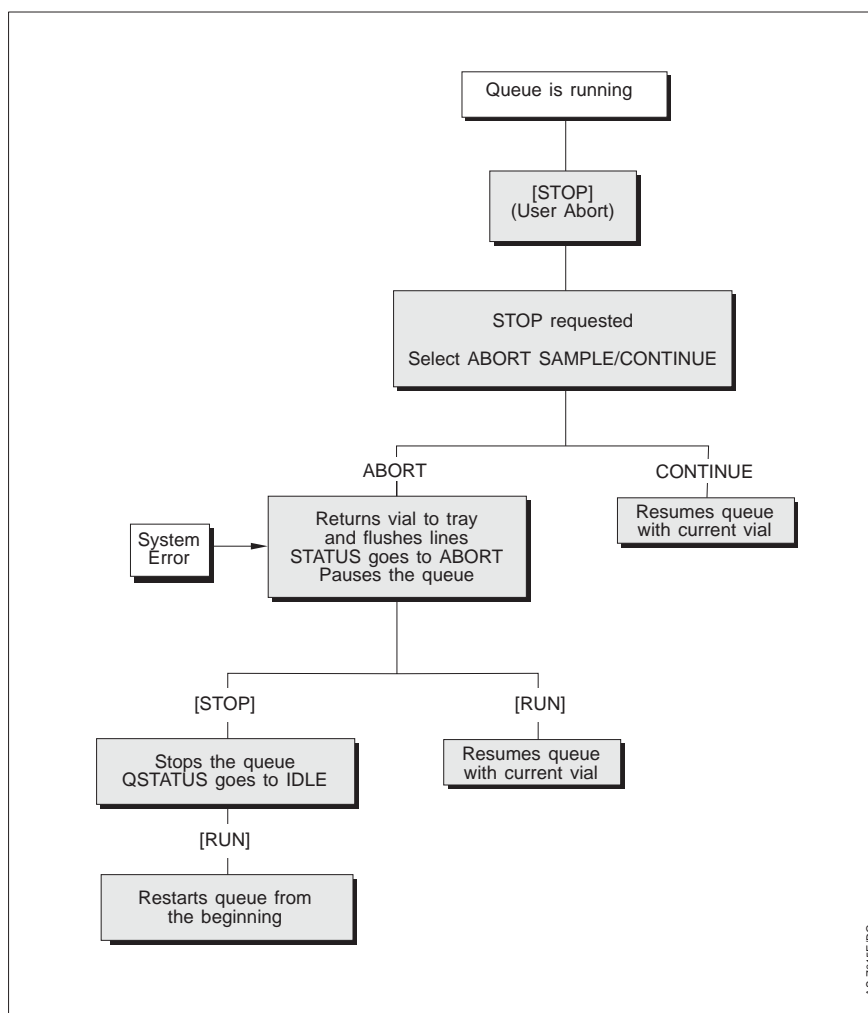 Queue is running
[STOP]
(User Abort)
STOP requested
Select ABORT SAMPLE/CONTINUE
ABORT
CONTINUE
Returns vial to tray
and flushes lines
STATUS goes to ABORT
Pauses the queue
Resumes queue
with current vial
System
Error
[STOP]
[RUN]
Stops the queue
QSTATUS goes to IDLE
Resumes queue
with current vial
[RUN]
Restarts queue from
the beginning